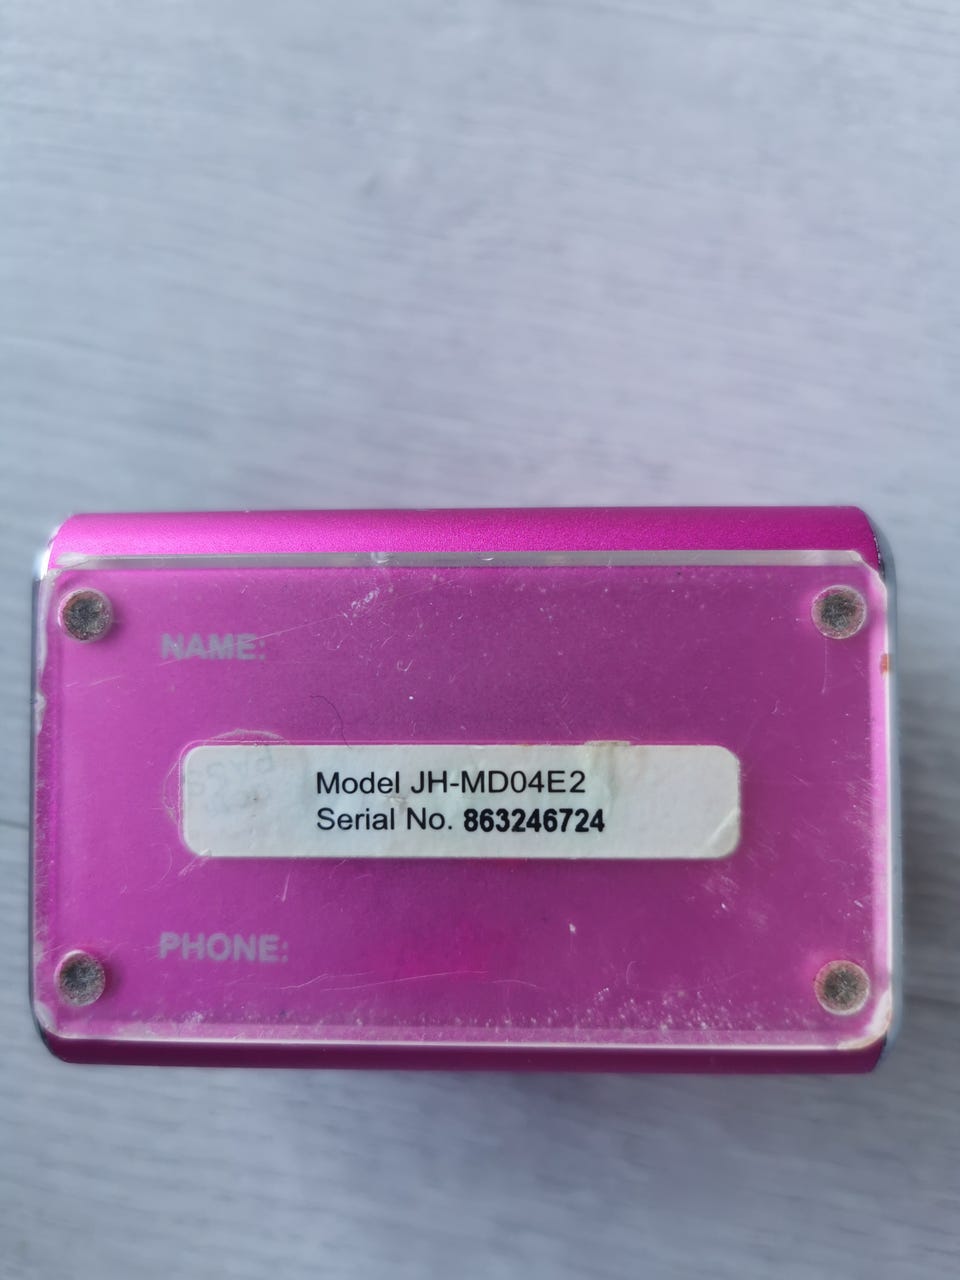 NAME:
Model JH-MD04E2
Serial No. 863246724
PHONE: